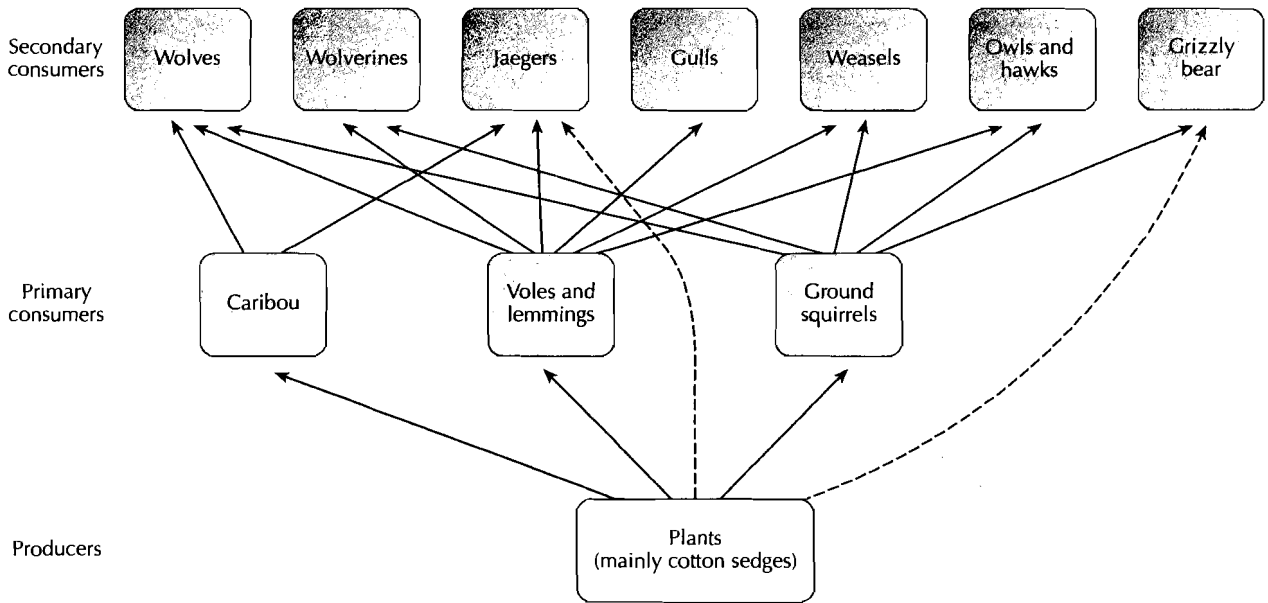 Secondary
consumers
Wolves
Wolverines
Jaegers
Gulls
Weasels
Owls and
hawks
Grizzly
bear
Primary
consumers
Caribou
Voles and
lemmings
Ground
squirrels
Producers
Plants
(mainly cotton sedges)